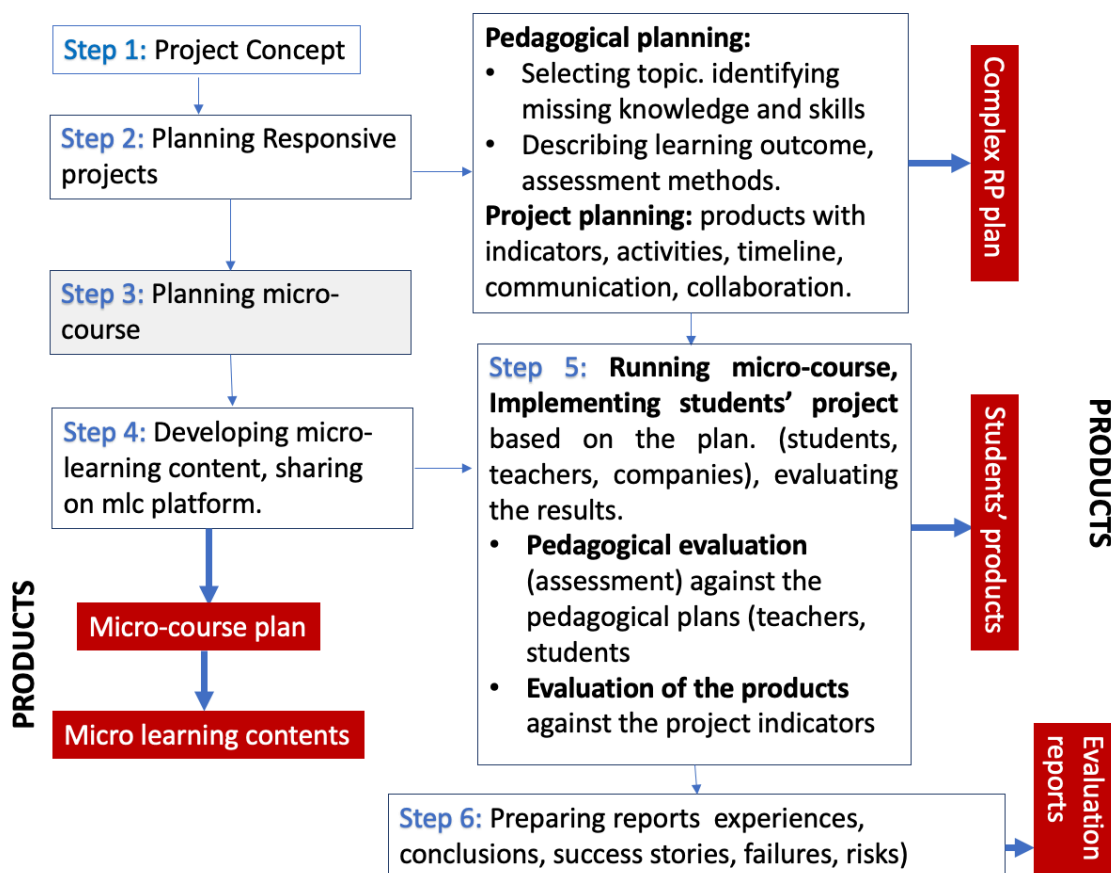 Step 1: Project Concept
Step 2: Planning Responsive
projects
Step 3: Planning micro-
course
Step 4: Developing micro-
learning content, sharing
on mlc platform.
Micro-course plan
Micro learning contents
PRODUCTS
Pedagogical planning:
• Selecting topic. identifying
missing knowledge and skills
• Describing learning outcome,
assessment methods.
Project planning: products with
indicators, activities, timeline,
communication, collaboration.
Complex RP plan
Step 5: Running micro-course,
Implementing students’ project
based on the plan. (students,
teachers, companies), evaluating
the results.
• Pedagogical evaluation
(assessment) against the
pedagogical plans (teachers,
students
• Evaluation of the products
against the project indicators
Students’ products
PRODUCTS
Step 6: Preparing reports experiences,
conclusions, success stories, failures, risks)
Evaluation
reports